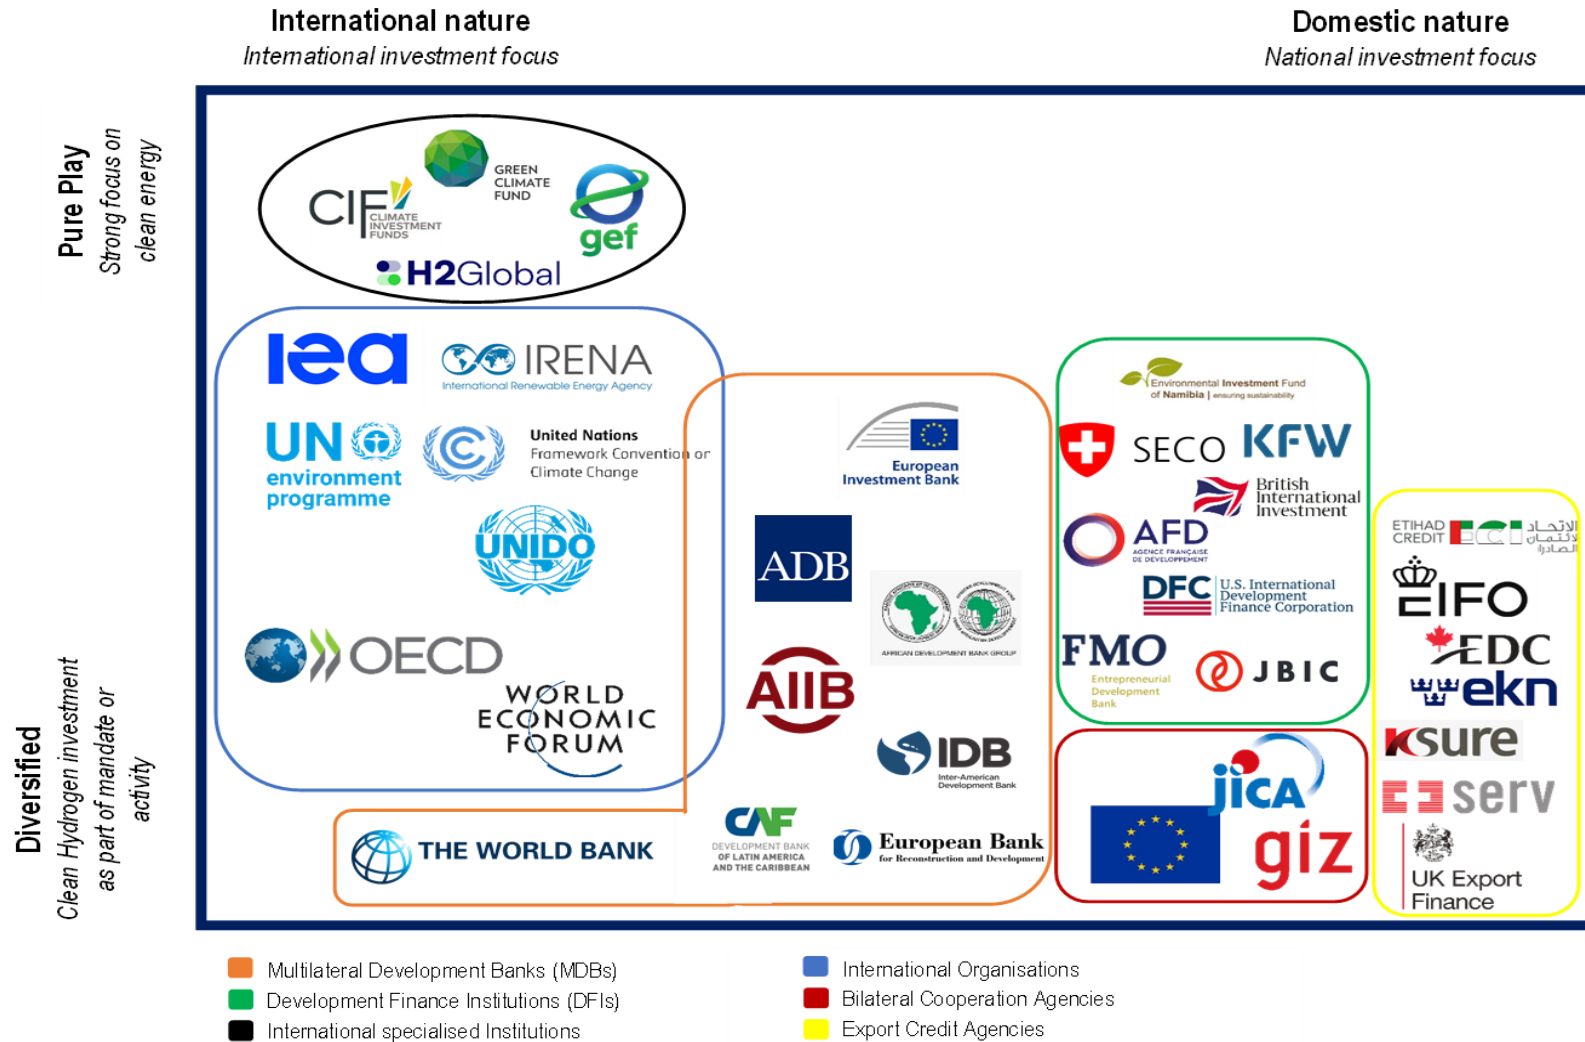 International nature
International investment focus
Domestic nature
National investment focus
Pure Play
Strong focus on
clean energy
Diversified
Clean Hydrogen investment
as part of mandate or
activity
GREEN
CLIMATE
FUND
CIF
CLIMATE
INVESTMENT
FUNDS
gef
H2Global
iea
IRENA
International Renewable Energy Agency
UN
environment
programme
United Nations
Framework Convention on
Climate Change
UNIDO
OECD
WORLD
ECONOMIC
FORUM
THE WORLD BANK
European
Investment Bank
ADB
AFRICAN DEVELOPMENT BANK GROUP
AIIB
IDB
Inter-American
Development Bank
CAF
DEVELOPMENT BANK
OF LATIN AMERICA
AND THE CARIBBEAN
European Bank
for Reconstruction and Development
Environmental Investment Fund
of Namibia | ensuring sustainability
SECO
KFW
British
International
Investment
AFD
AGENCE FRANÇAISE
DE DÉVELOPPEMENT
DFC
U.S. International
Development
Finance Corporation
FMO
Entrepreneurial
Development
Bank
JBIC
jica
giz
ETIHAD
CREDIT
ECI
الاتحاد
لائتمان
الصادرات
EIFO
EDC
ekn
Ksure
serv
UK Export
Finance
Multilateral Development Banks (MDBs)
Development Finance Institutions (DFIs)
International specialised Institutions
International Organisations
Bilateral Cooperation Agencies
Export Credit Agencies